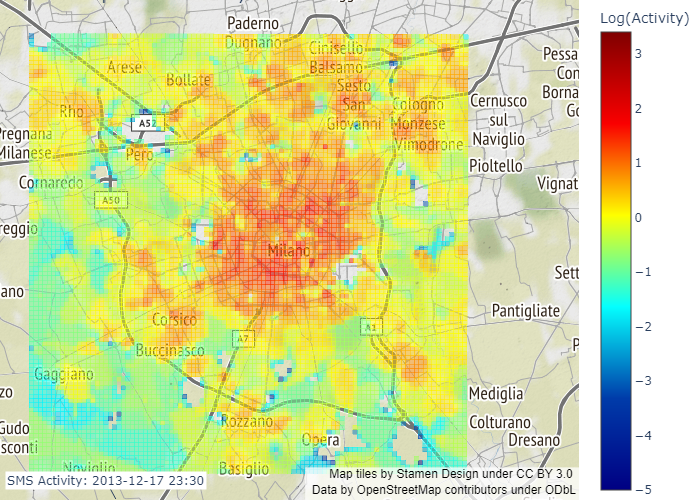 Paderno
Dugnano
Cinisello
Balsamo
Arese
Bollate
Sesto
San
Giovanni
Rho
A52
Cologno
Monzese
Vimodrone
Cernusco
sul
Naviglio
Pessa
Con
Borna
Go
Pregnana
Milanese
Pero
Pioltello
Cornaredo
A50
Vignat
reggio
Milano
Sett
ano
Pantigliate
Corsico
A7
A1
P
Buccinasco
Gaggiano
Mediglia
zo
Rozzano
Colturano
Gudo
Opera
Dresano
sconti
Noviglio
Basiglio
SMS Activity: 2013-12-17 23:30
Map tiles by Stamen Design under CC BY 3.0
Data by OpenStreetMap contributors under ODbL
Log(Activity)
3
2
1
0
−1
−2
−3
−4
−5